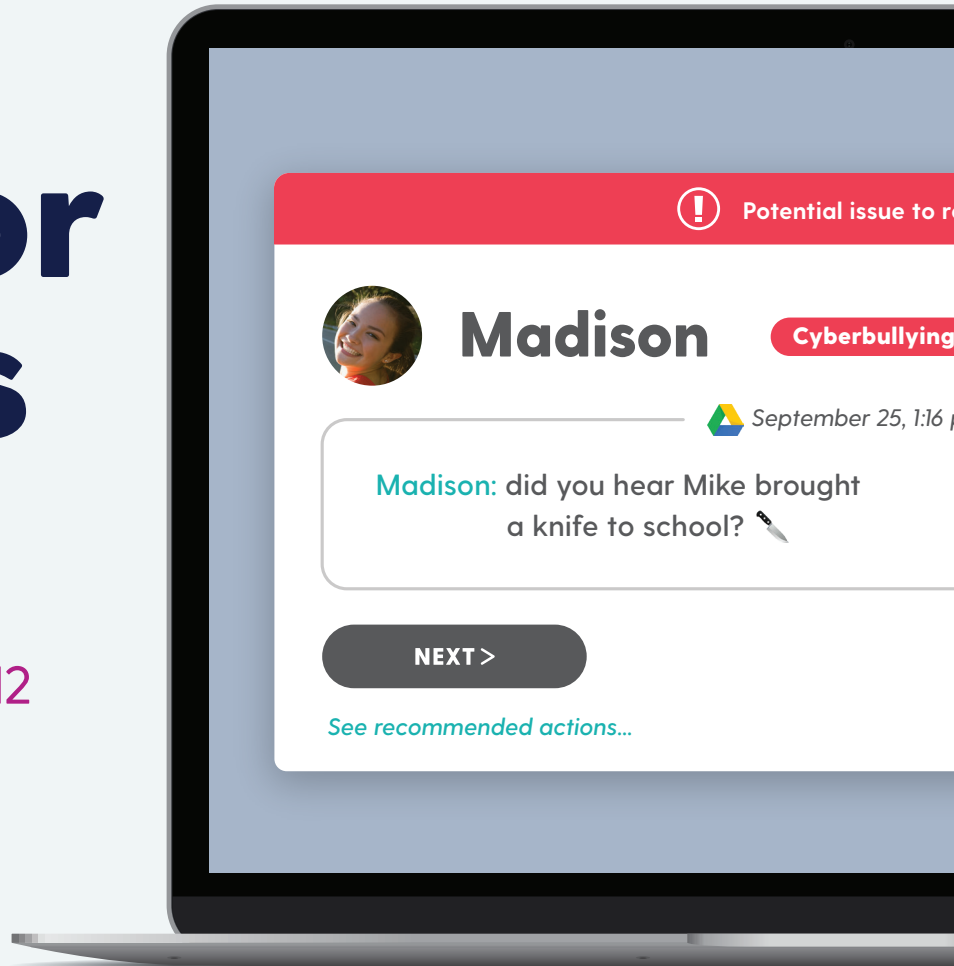 or
s
12
Potential issue to r
Madison
Cyberbullying
September 25, 1:16 p
Madison: did you hear Mike brought
a knife to school? 🔪
NEXT >
See recommended actions...